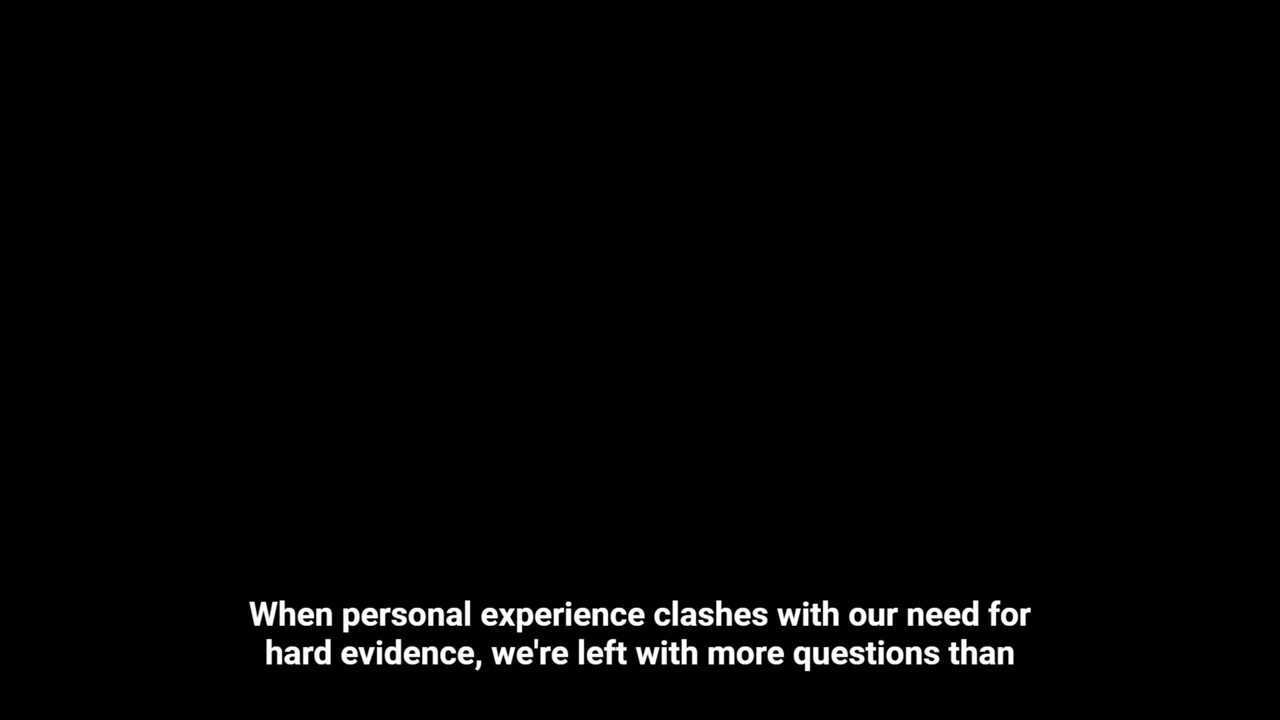 When personal experience clashes with our need for
hard evidence, we're left with more questions than